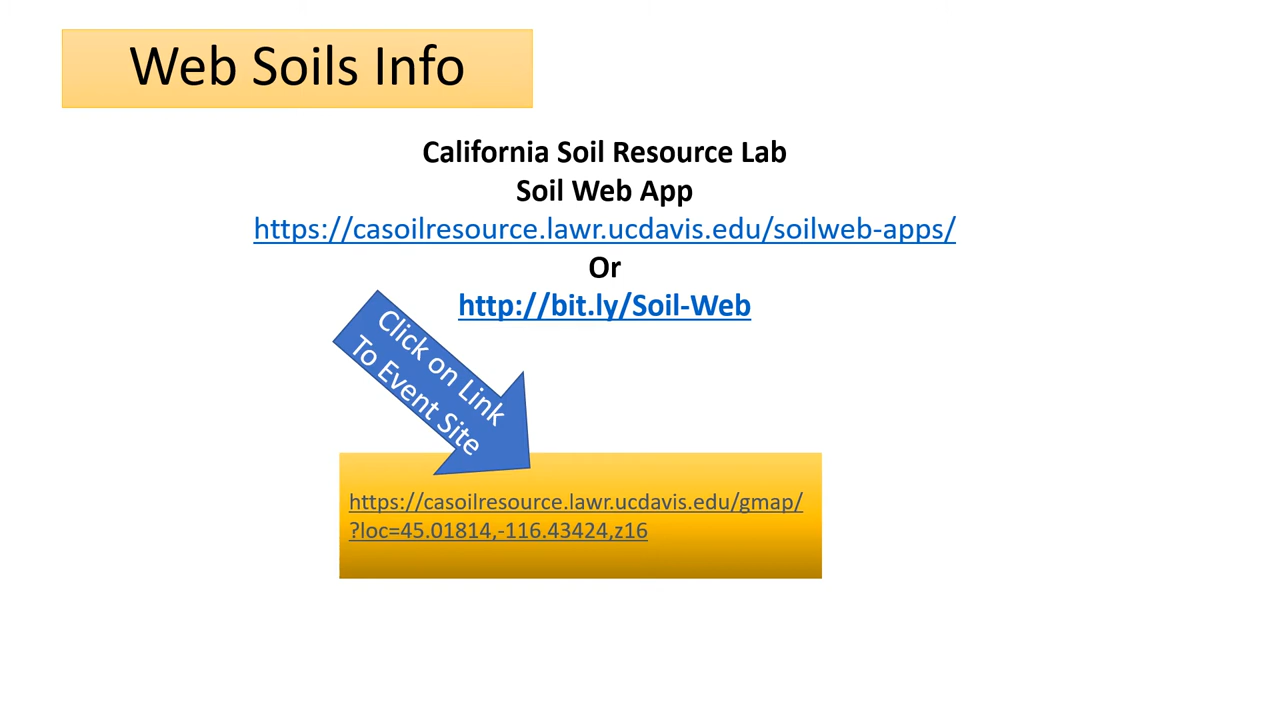 Web Soils Info
California Soil Resource Lab
Soil Web App
https://casoilresource.lawr.ucdavis.edu/soilweb-apps/
Or
http://bit.ly/Soil-Web
Click on Link
To Event Site
https://casoilresource.lawr.ucdavis.edu/gmap/
?loc=45.01814,-116.43424,z16